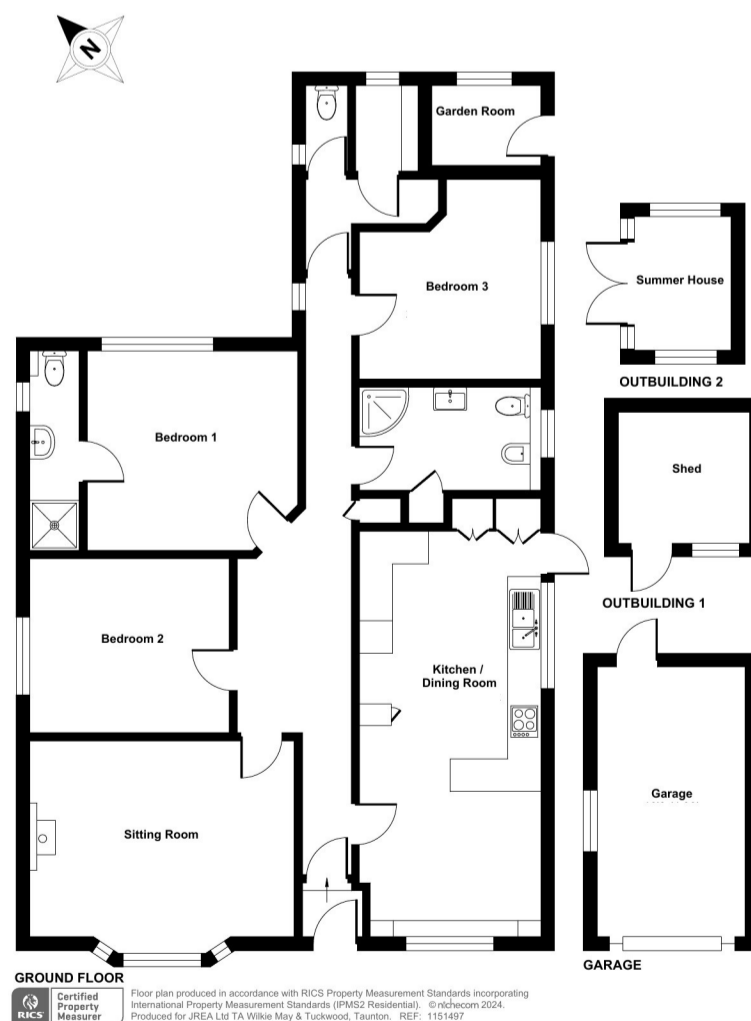 N
Garden Room
Bedroom 3
Summer House
OUTBUILDING 2
Bedroom 1
Shed
OUTBUILDING 1
Bedroom 2
Kitchen /
Dining Room
Garage
Sitting Room
GARAGE
GROUND FLOOR
RICS
Certified
Property
Measurer
Floor plan produced in accordance with RICS Property Measurement Standards incorporating
International Property Measurement Standards (IPMS2 Residential). © nichecom 2024.
Produced for JREA Ltd TA Wilkie May & Tuckwood, Taunton. REF: 1151497